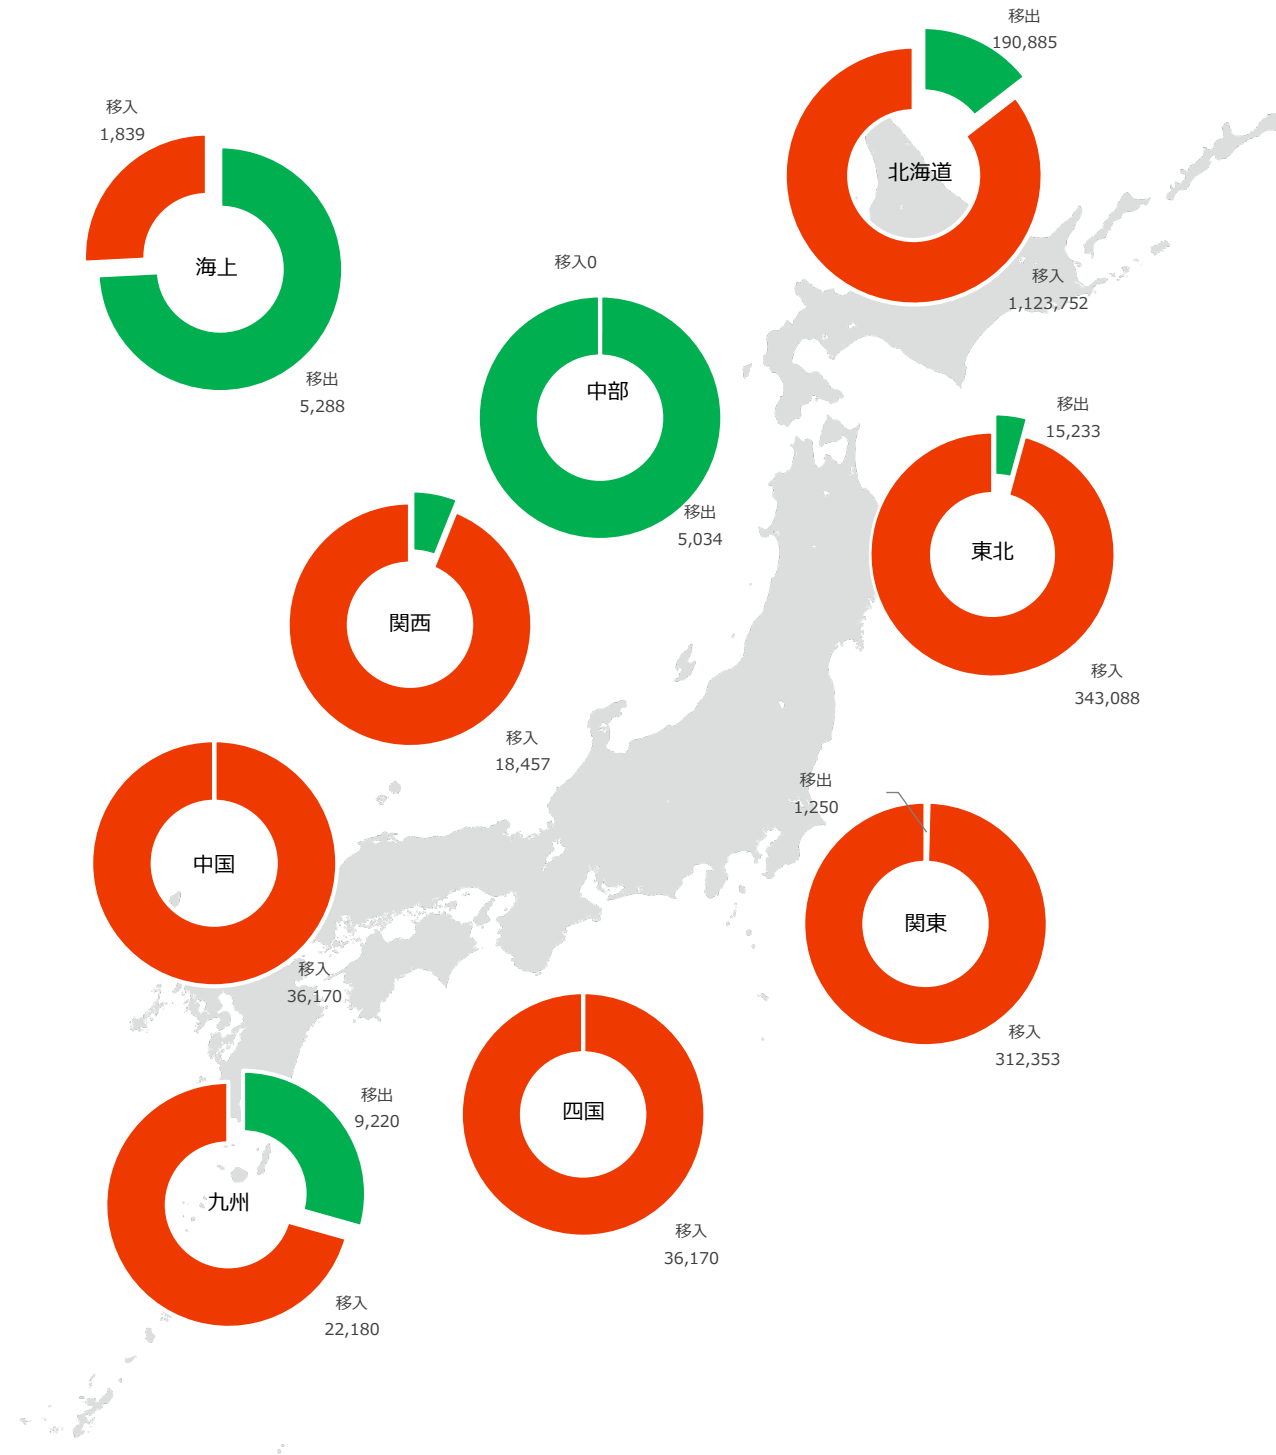 移出
190,885
北海道
移入
1,123,752
移入
1,839
海上
移出
5,288
移入0
中部
移出
5,034
移出
15,233
東北
移入
343,088
関西
移入
18,457
移出
1,250
関東
移入
312,353
中国
移入
36,170
四国
移入
36,170
移出
9,220
九州
移入
22,180